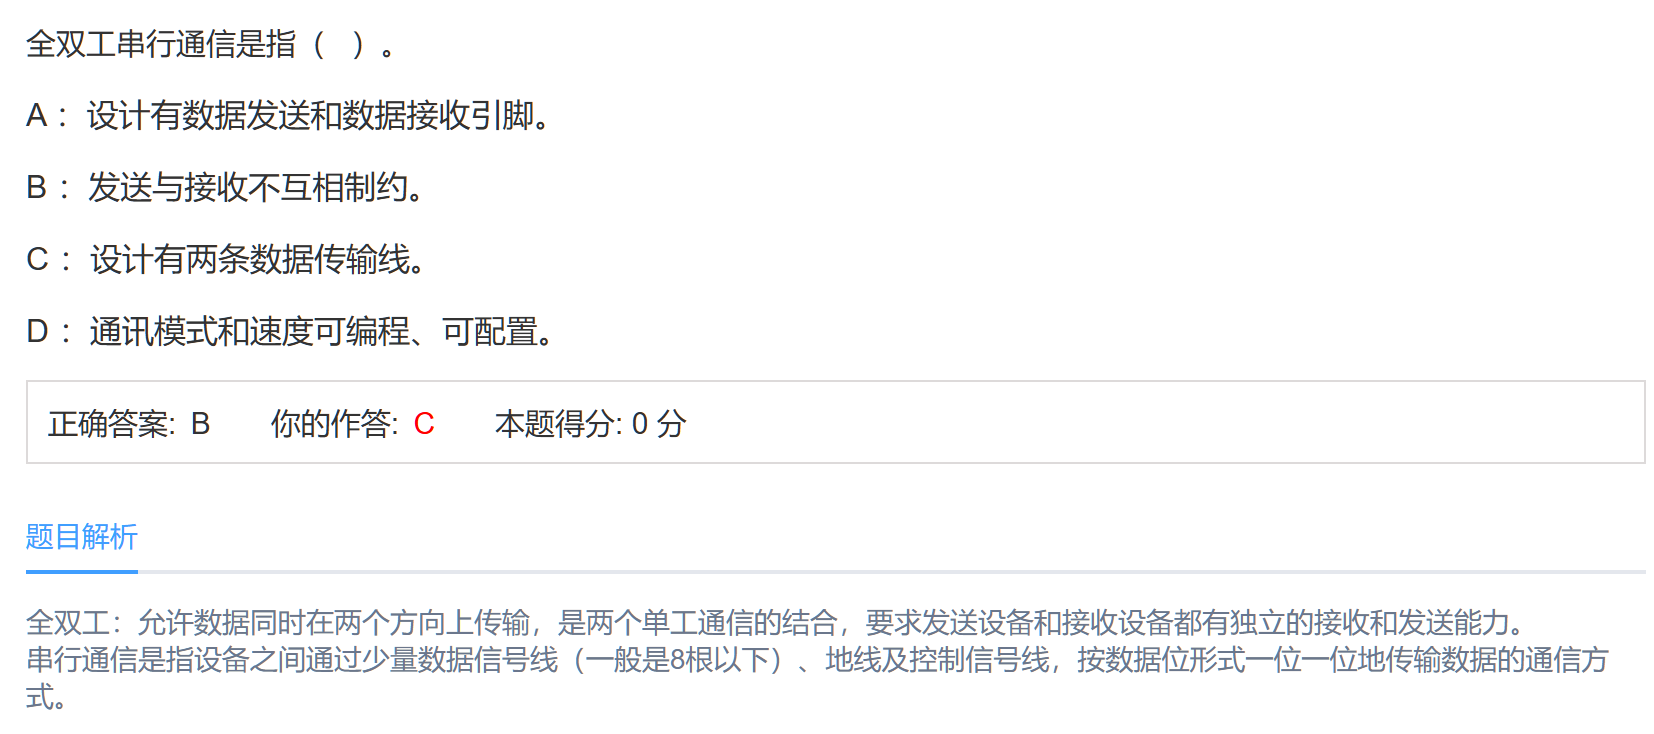 全双工串行通信是指（   ）。
A： 设计有数据发送和数据接收引脚。
B： 发送与接收不互相制约。
C： 设计有两条数据传输线。
D： 通讯模式和速度可编程、可配置。
正确答案: B 你的作答: C 本题得分: 0 分
题目解析
全双工：允许数据同时在两个方向上传输，是两个单工通信的结合，要求发送设备和接收设备都有独立的接收和发送能力。
串行通信是指设备之间通过少量数据信号线（一般是8根以下）、地线及控制信号线，按数据位形式一位一位地传输数据的通信方
式。